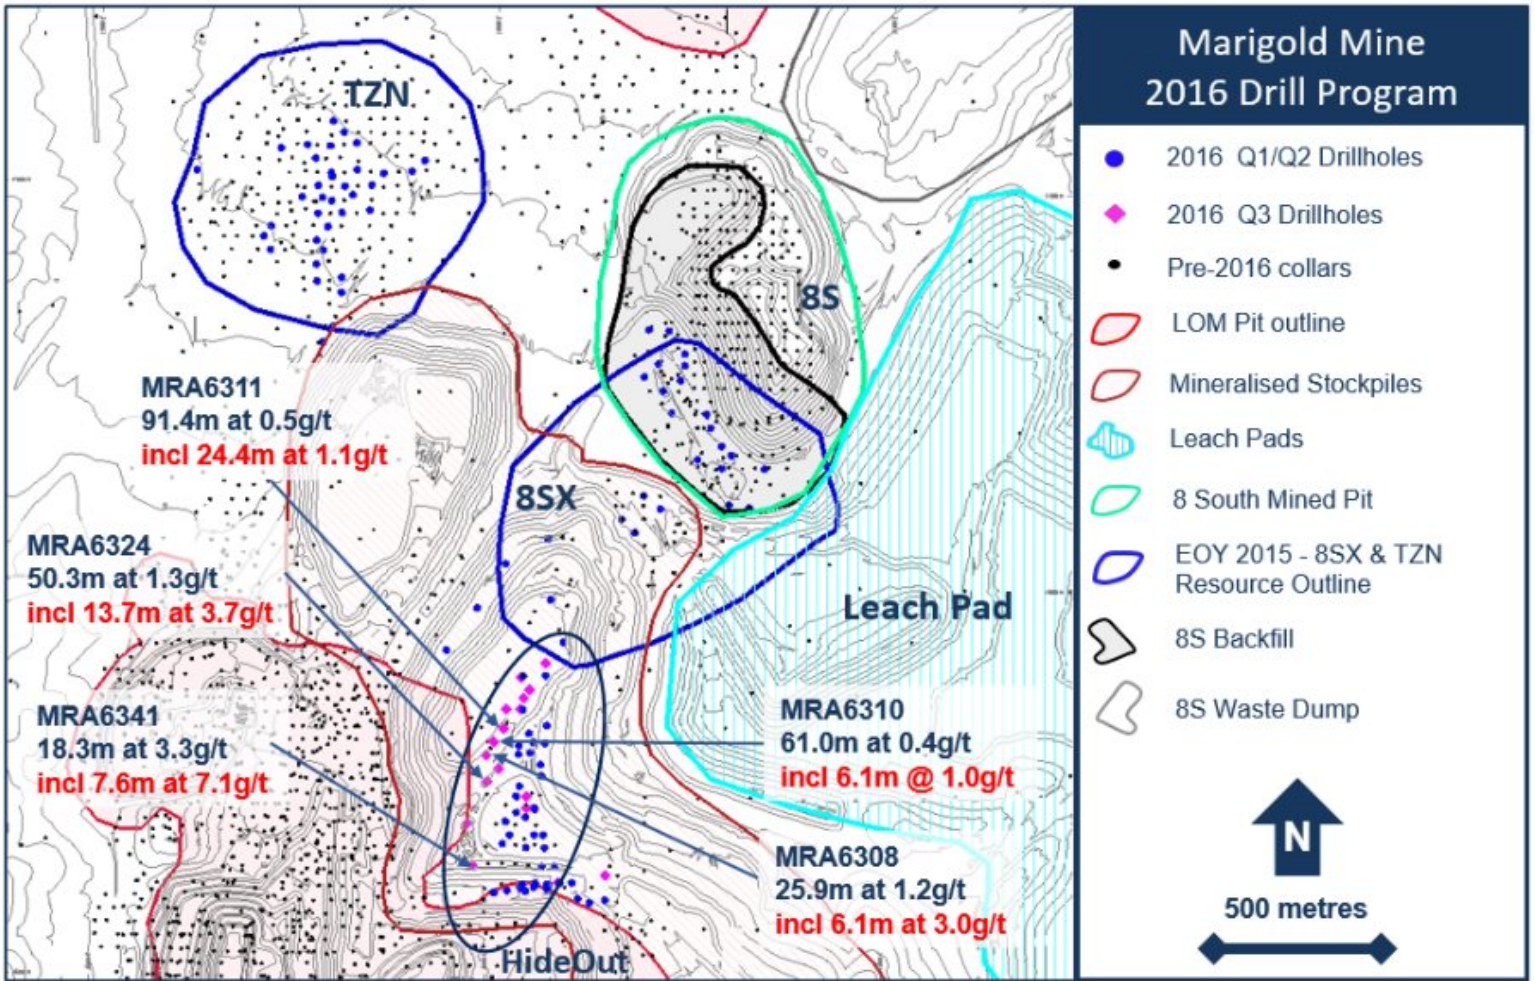 Marigold Mine
2016 Drill Program
TZN
8S
MRA6311
91.4m at 0.5g/t
incl 24.4m at 1.1g/t
8SX
MRA6324
50.3m at 1.3g/t
incl 13.7m at 3.7g/t
Leach Pad
MRA6341
18.3m at 3.3g/t
incl 7.6m at 7.1g/t
MRA6310
61.0m at 0.4g/t
incl 6.1m @ 1.0g/t
MRA6308
25.9m at 1.2g/t
incl 6.1m at 3.0g/t
HideOut
2016 Q1/Q2 Drillholes
2016 Q3 Drillholes
Pre-2016 collars
LOM Pit outline
Mineralised Stockpiles
Leach Pads
8 South Mined Pit
EOY 2015 - 8SX & TZN
Resource Outline
8S Backfill
8S Waste Dump
N
500 metres